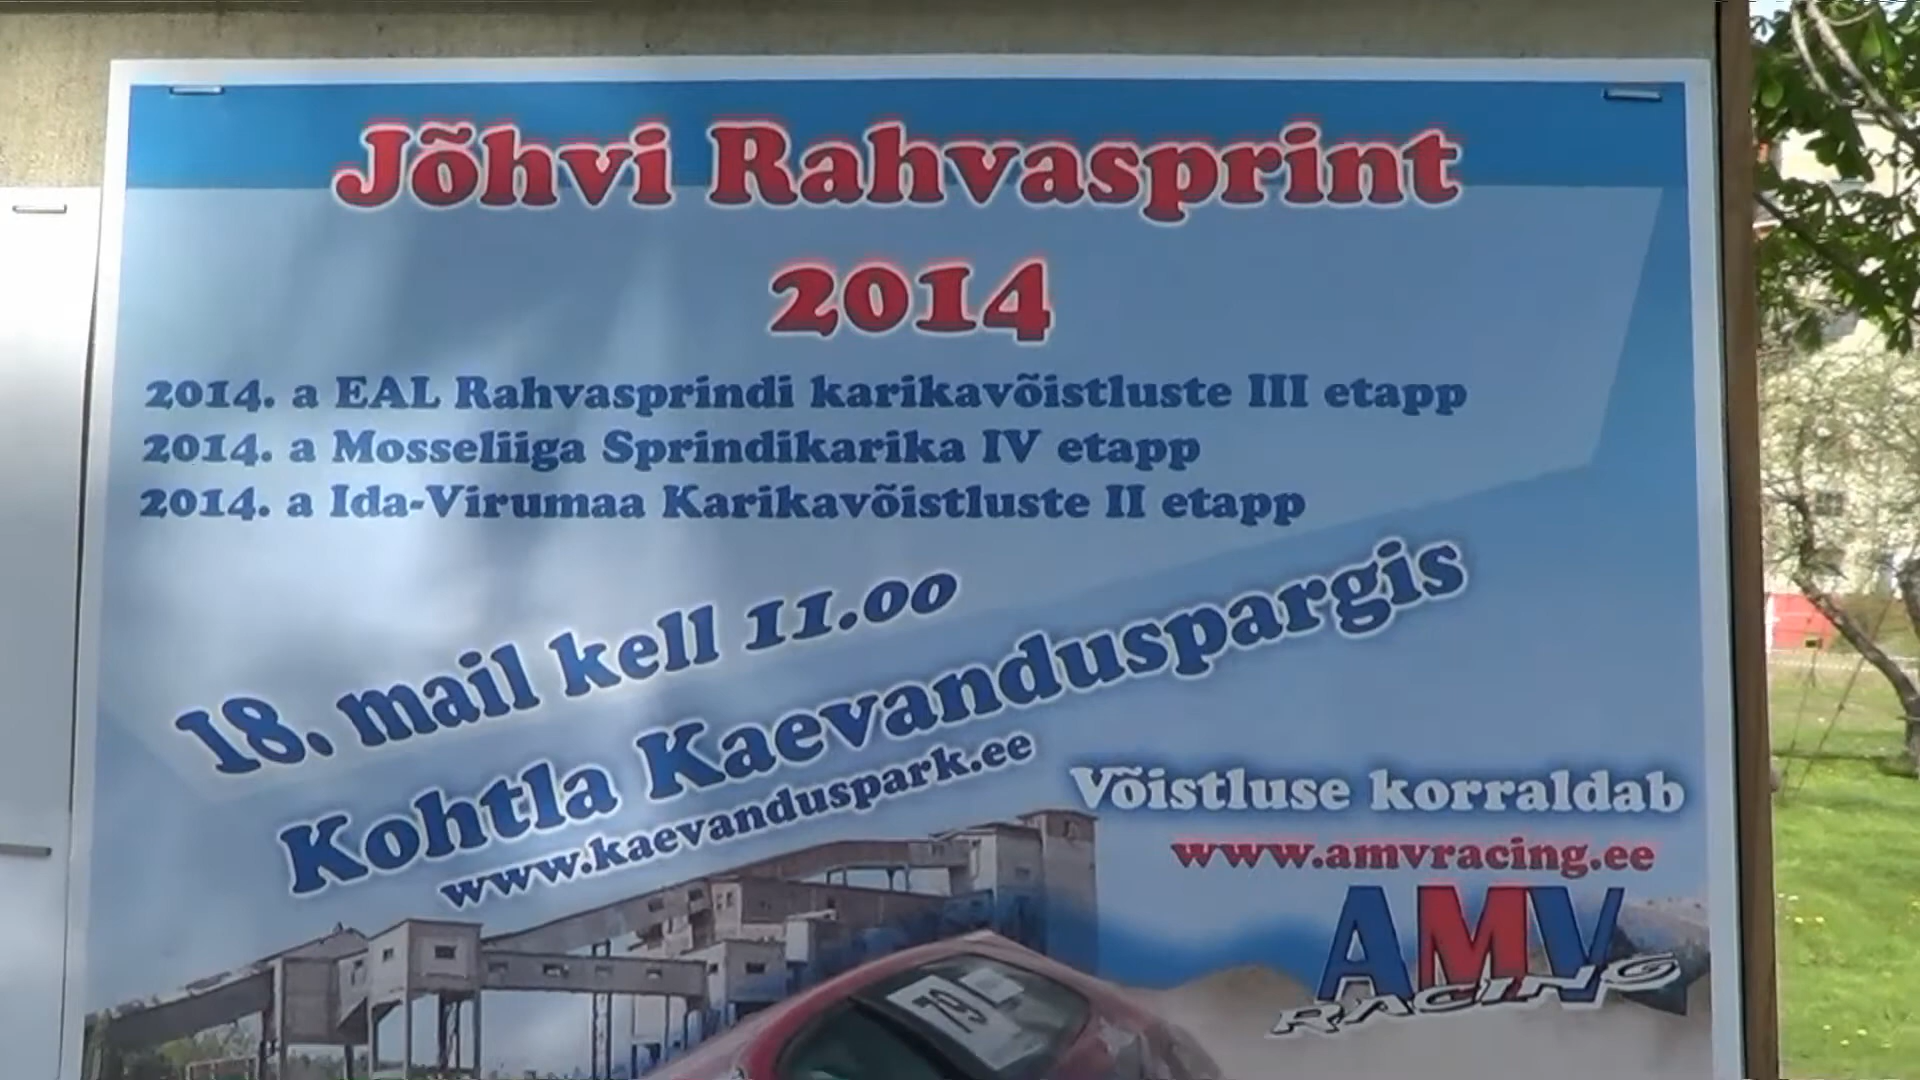 Jõhvi Rahvasprint
2014
2014. a EAL Rahvasprindi karikavõistluste III etapp
2014. a Mosseliiga Sprindikarika IV etapp
2014. a Ida-Virumaa Karikavõistluste II etapp
18. mail kell 11.00
Kohtla Kaevanduspargis
www.kaevanduspark.ee
Võistluse korraldab
www.amvracing.ee
AMV
RACING
79